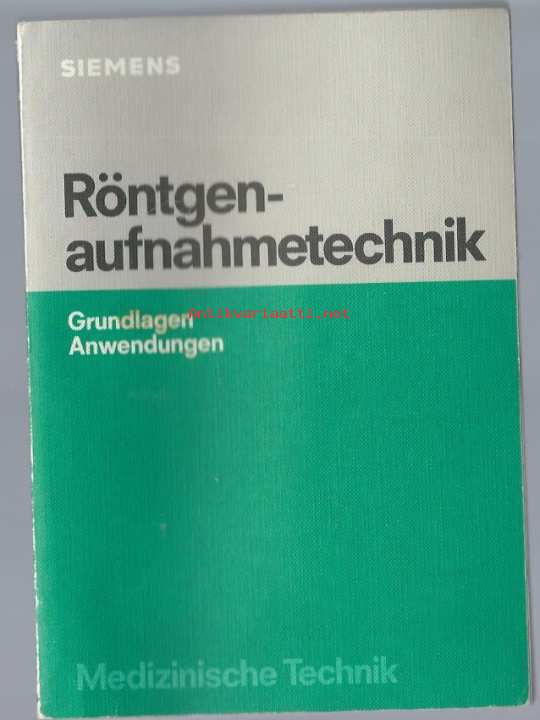 SIEMENS
Röntgen-
aufnahmetechnik
Grundlagen
Antikvariaatti.net
Anwendungen
Medizinische Technik